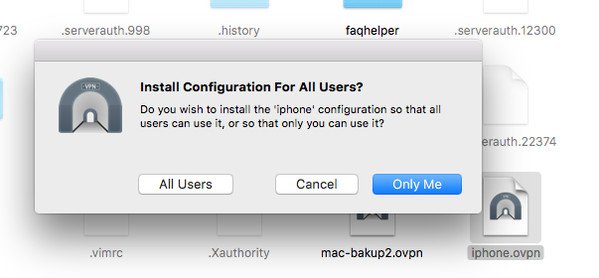 723
.serverauth.998
.history
faqhelper
.serverauth.12300
VPN
Install Configuration For All Users?
Do you wish to install the 'iphone' configuration so that all
users can use it, or so that only you can use it?
erauth.22374
All Users
Cancel
Only Me
.vimrc
.Xauthority
mac-bakup2.ovpn
iphone.ovpn